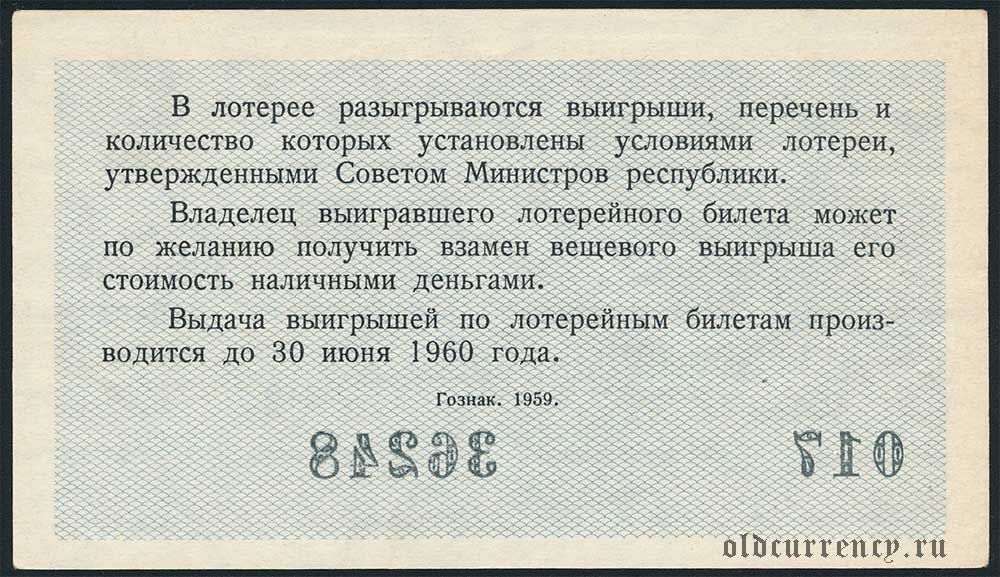 В лотерее разыгрываются выигрыши, перечень и
количество которых установлены условиями лотереи,
утвержденными Советом Министров республики.
Владелец выигравшего лотерейного билета может
по желанию получить взамен вещевого выигрыша его
стоимость наличными деньгами.
Выдача выигрышей по лотерейным билетам произ-
водится до 30 июня 1960 года.
Гознак. 1959.
36248 017
oldcurrency.ru